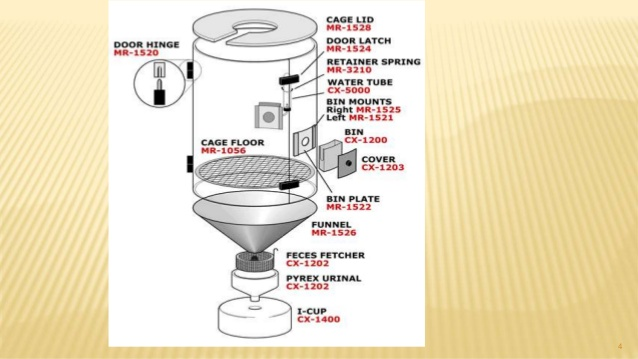 CAGE LID
MR-1528
DOOR LATCH
MR-1524
DOOR HINGE
MR-1520
RETAINER SPRING
MR-3210
WATER TUBE
CX-5000
BIN MOUNTS
Right MR-1525
Left MR-1521
BIN
CX-1200
CAGE FLOOR
MR-1056
COVER
CX-1203
BIN PLATE
MR-1522
FUNNEL
MR-1526
FECES FETCHER
CX-1202
PYREX URINAL
CX-1202
I-CUP
CX-1400
4